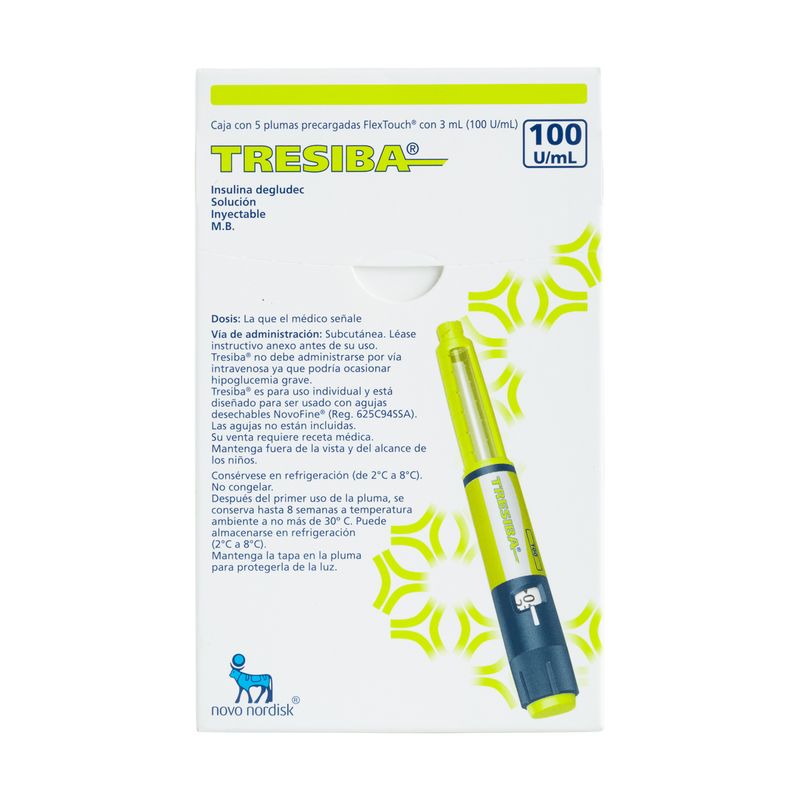 Caja con 5 plumas precargadas FlexTouch® con 3 mL (100 U/mL)
100
U/mL
TRESIBA®
Insulina degludec
Solución
Inyectable
M.B.
Dosis: La que el médico señale
Vía de administración: Subcutánea. Léase
instructivo anexo antes de su uso.
Tresiba® no debe administrarse por vía
intravenosa ya que podría ocasionar
hipoglucemia grave.
Tresiba® es para uso individual y está
diseñado para ser usado con agujas
desechables NovoFine® (Reg. 625C94SSA).
Las agujas no están incluidas.
Su venta requiere receta médica.
Mantenga fuera de la vista y del alcance de
los niños.
Consérvese en refrigeración (de 2°C a 8°C).
No congelar.
Después del primer uso de la pluma, se
conserva hasta 8 semanas a temperatura
ambiente a no más de 30º C. Puede
almacenarse en refrigeración
(2°C a 8°C).
Mantenga la tapa en la pluma
para protegerla de la luz.
TRESIBA®
100
0
novo nordisk®